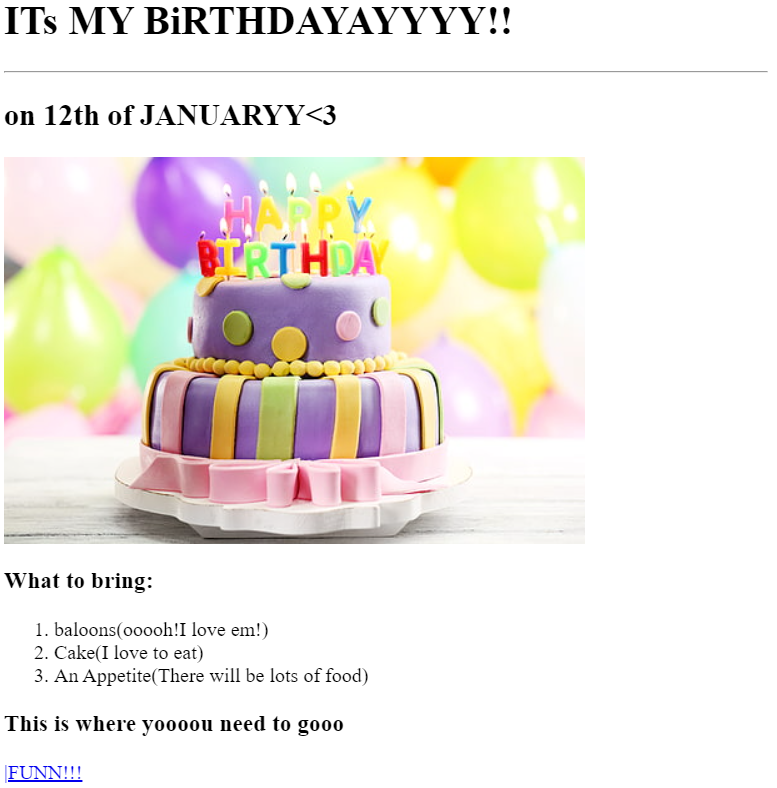 ITs MY BiRTHDAYAYYYY!!
on 12th of JANUARYY<3
HAPPY
BIRTHDAY
What to bring:
1. baloons(ooooh!I love em!)
2. Cake(I love to eat)
3. An Appetite(There will be lots of food)
This is where yoooou need to gooo
|FUNN!!!